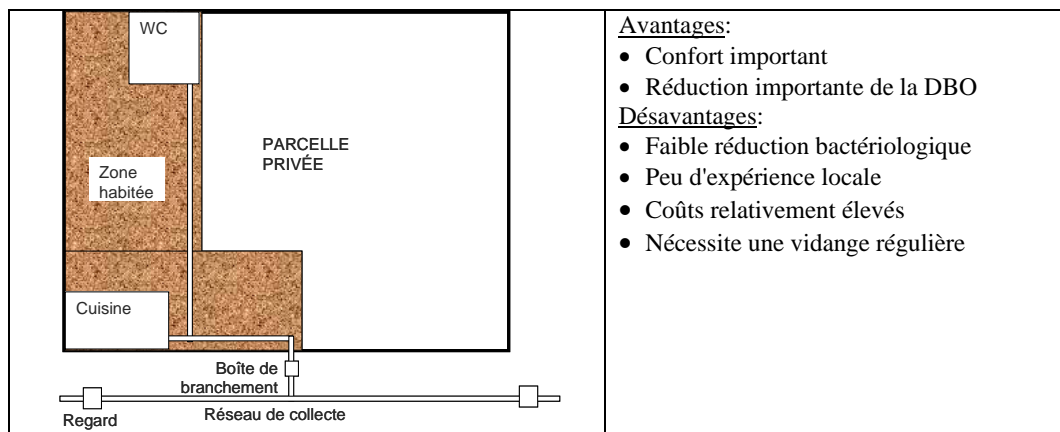 WC
PARCELLE
PRIVÉE
Zone
habitée
Cuisine
Boîte de
branchement
Réseau de collecte
Regard
Avantages:
• Confort important
• Réduction importante de la DBO
Désavantages:
• Faible réduction bactériologique
• Peu d'expérience locale
• Coûts relativement élevés
• Nécessite une vidange régulière